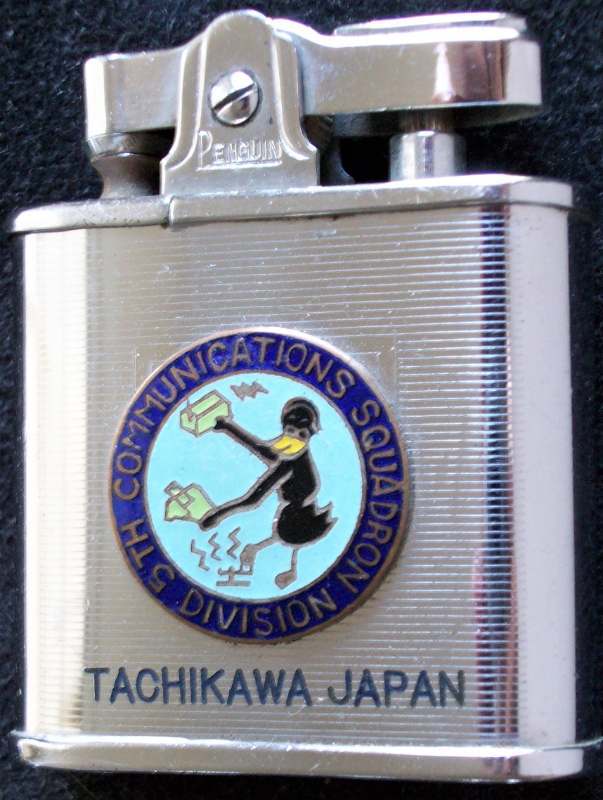 PENGUIN
5TH COMMUNICATIONS SQUADRON DIVISION
TACHIKAWA JAPAN